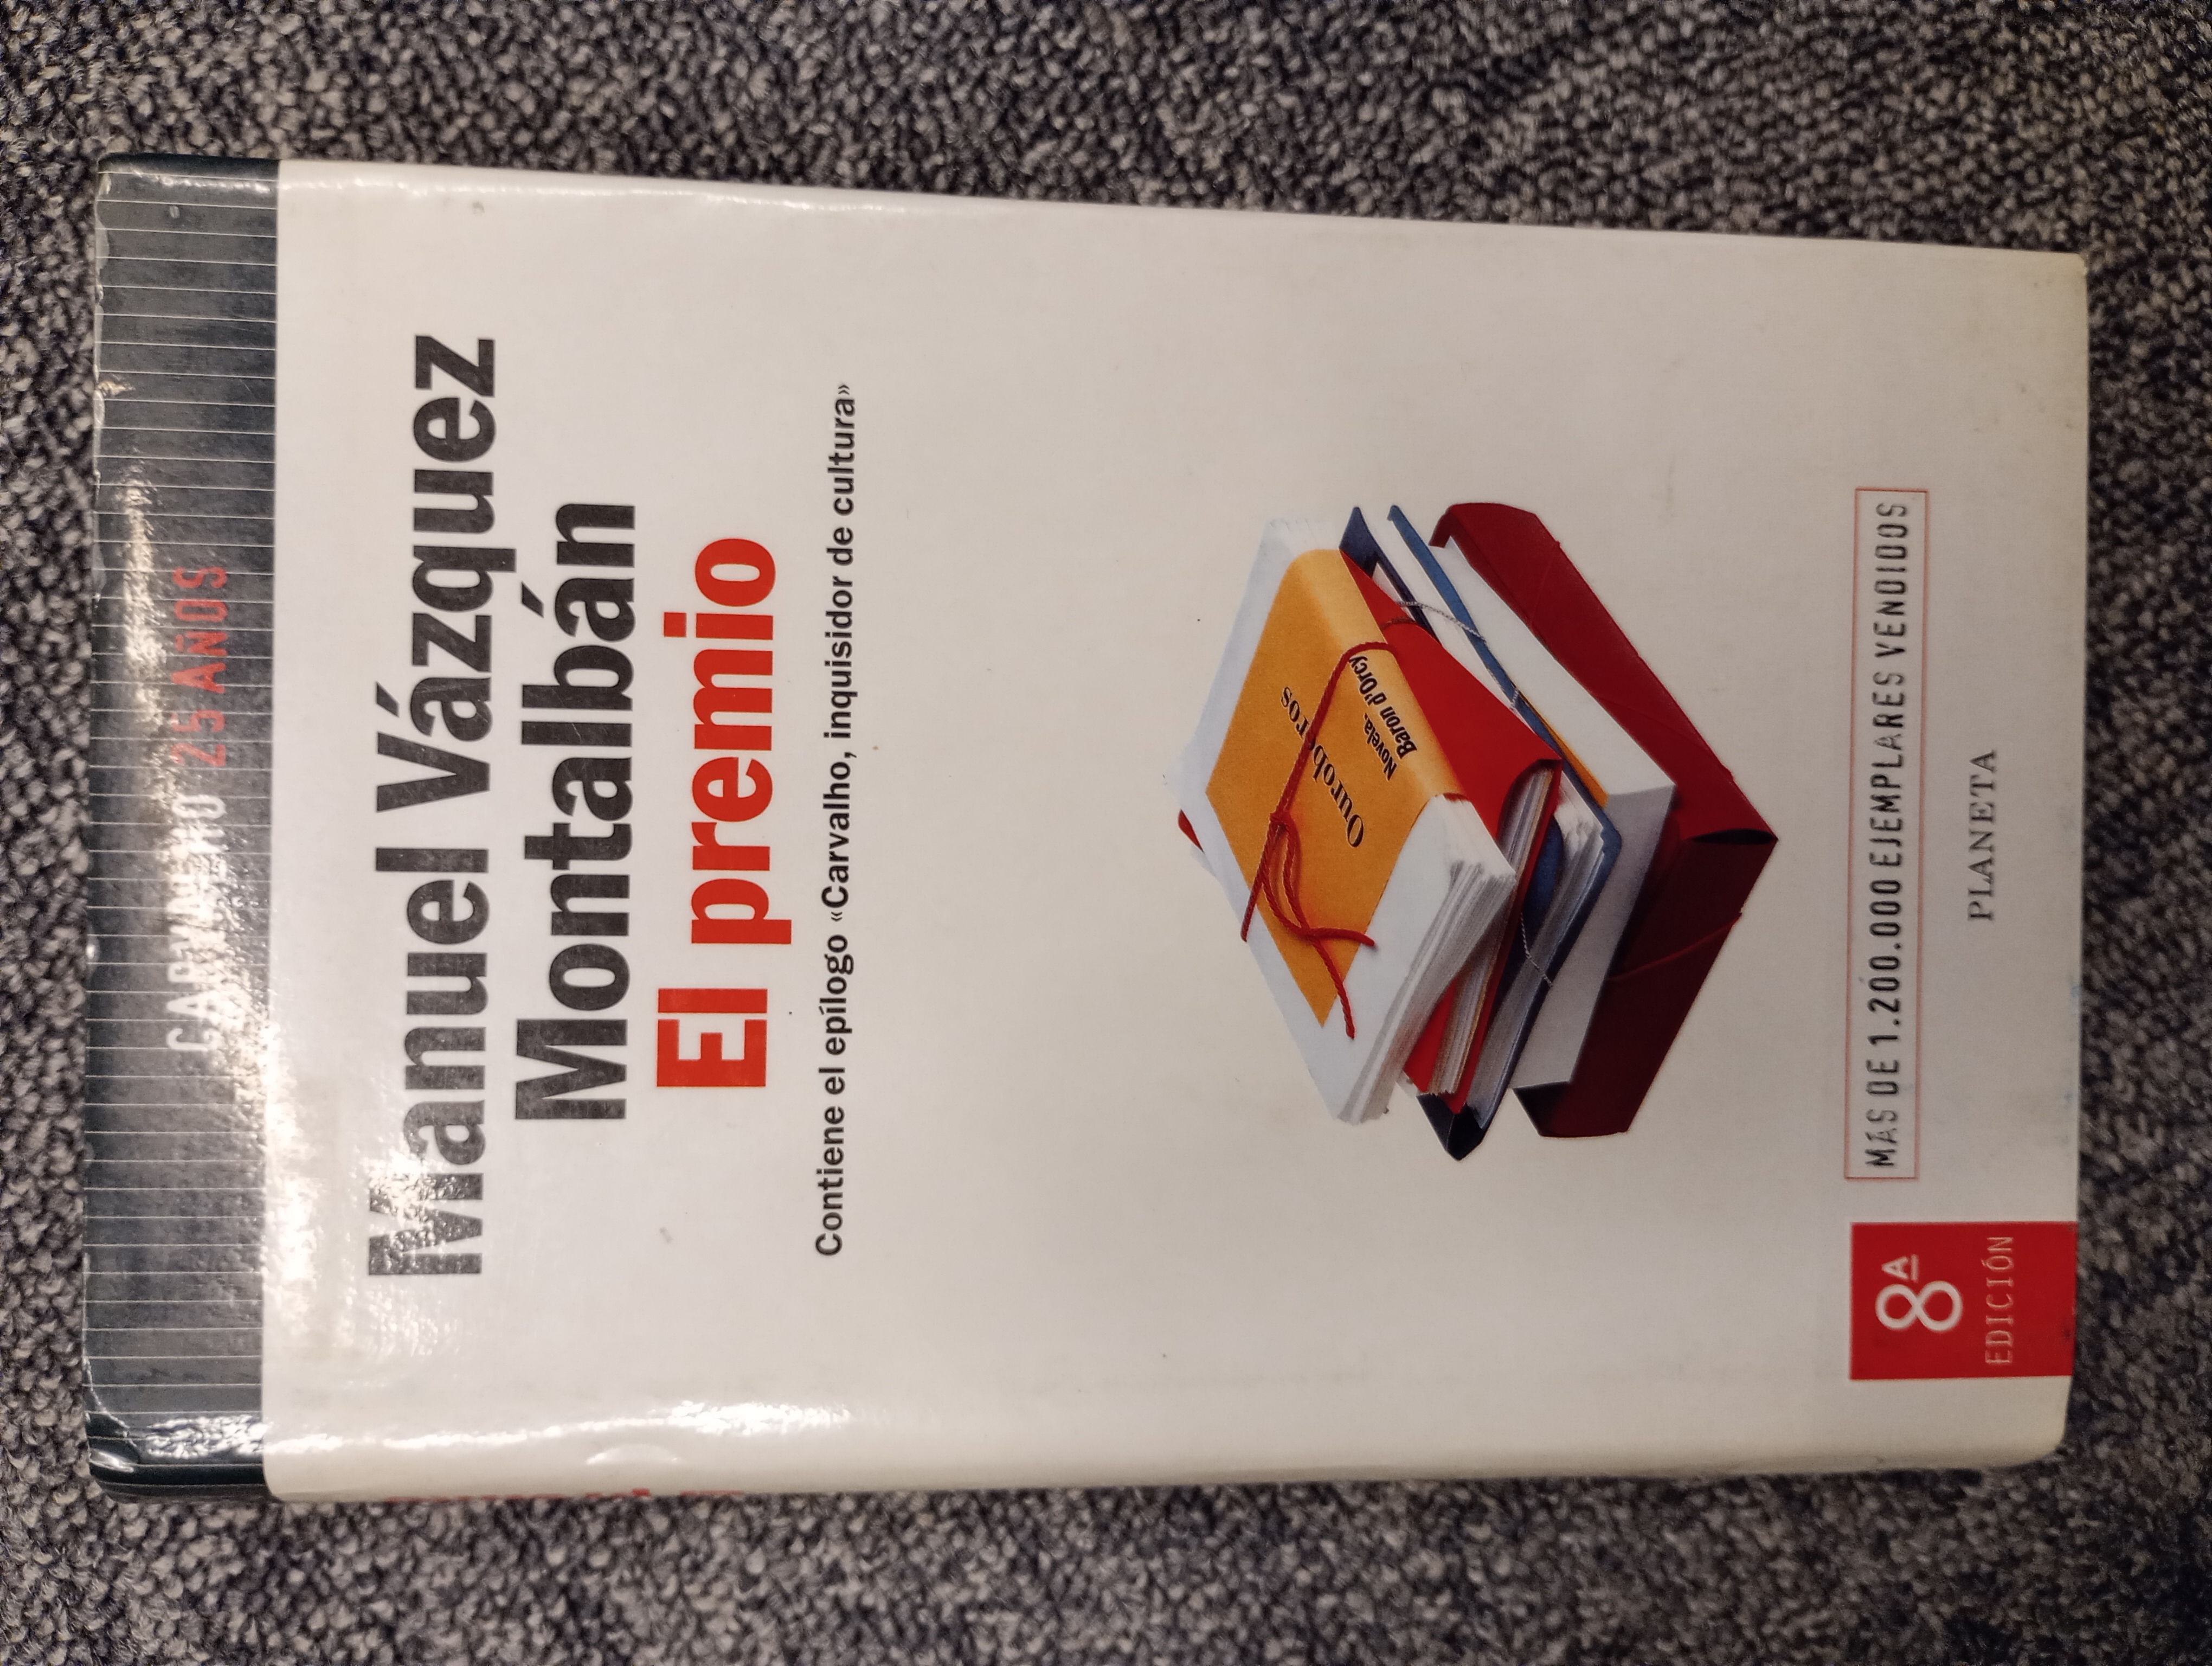 CARVALHO 25 AÑOS
Manuel Vázquez
Montalbán
El premio
Contiene el epílogo «Carvalho, inquisidor de cultura»
Ouroboros
Novela.
Baron d'Orcy
MÁS DE 1.200.000 EJEMPLARES VENDIDOS
8ª
EDICIÓN
PLANETA